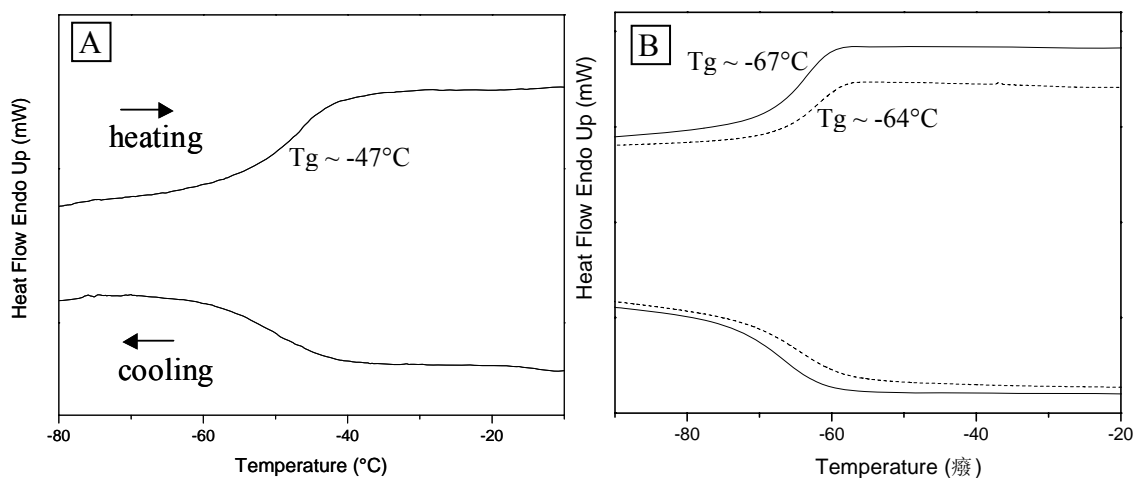 A
Heat Flow Endo Up (mW)
heating
Tg ~ -47°C
cooling
-80
-60
-40
-20
Temperature (°C)
B
Heat Flow Endo Up (mW)
Tg ~ -67°C
Tg ~ -64°C
-80
-60
-40
-20
Temperature (癈)